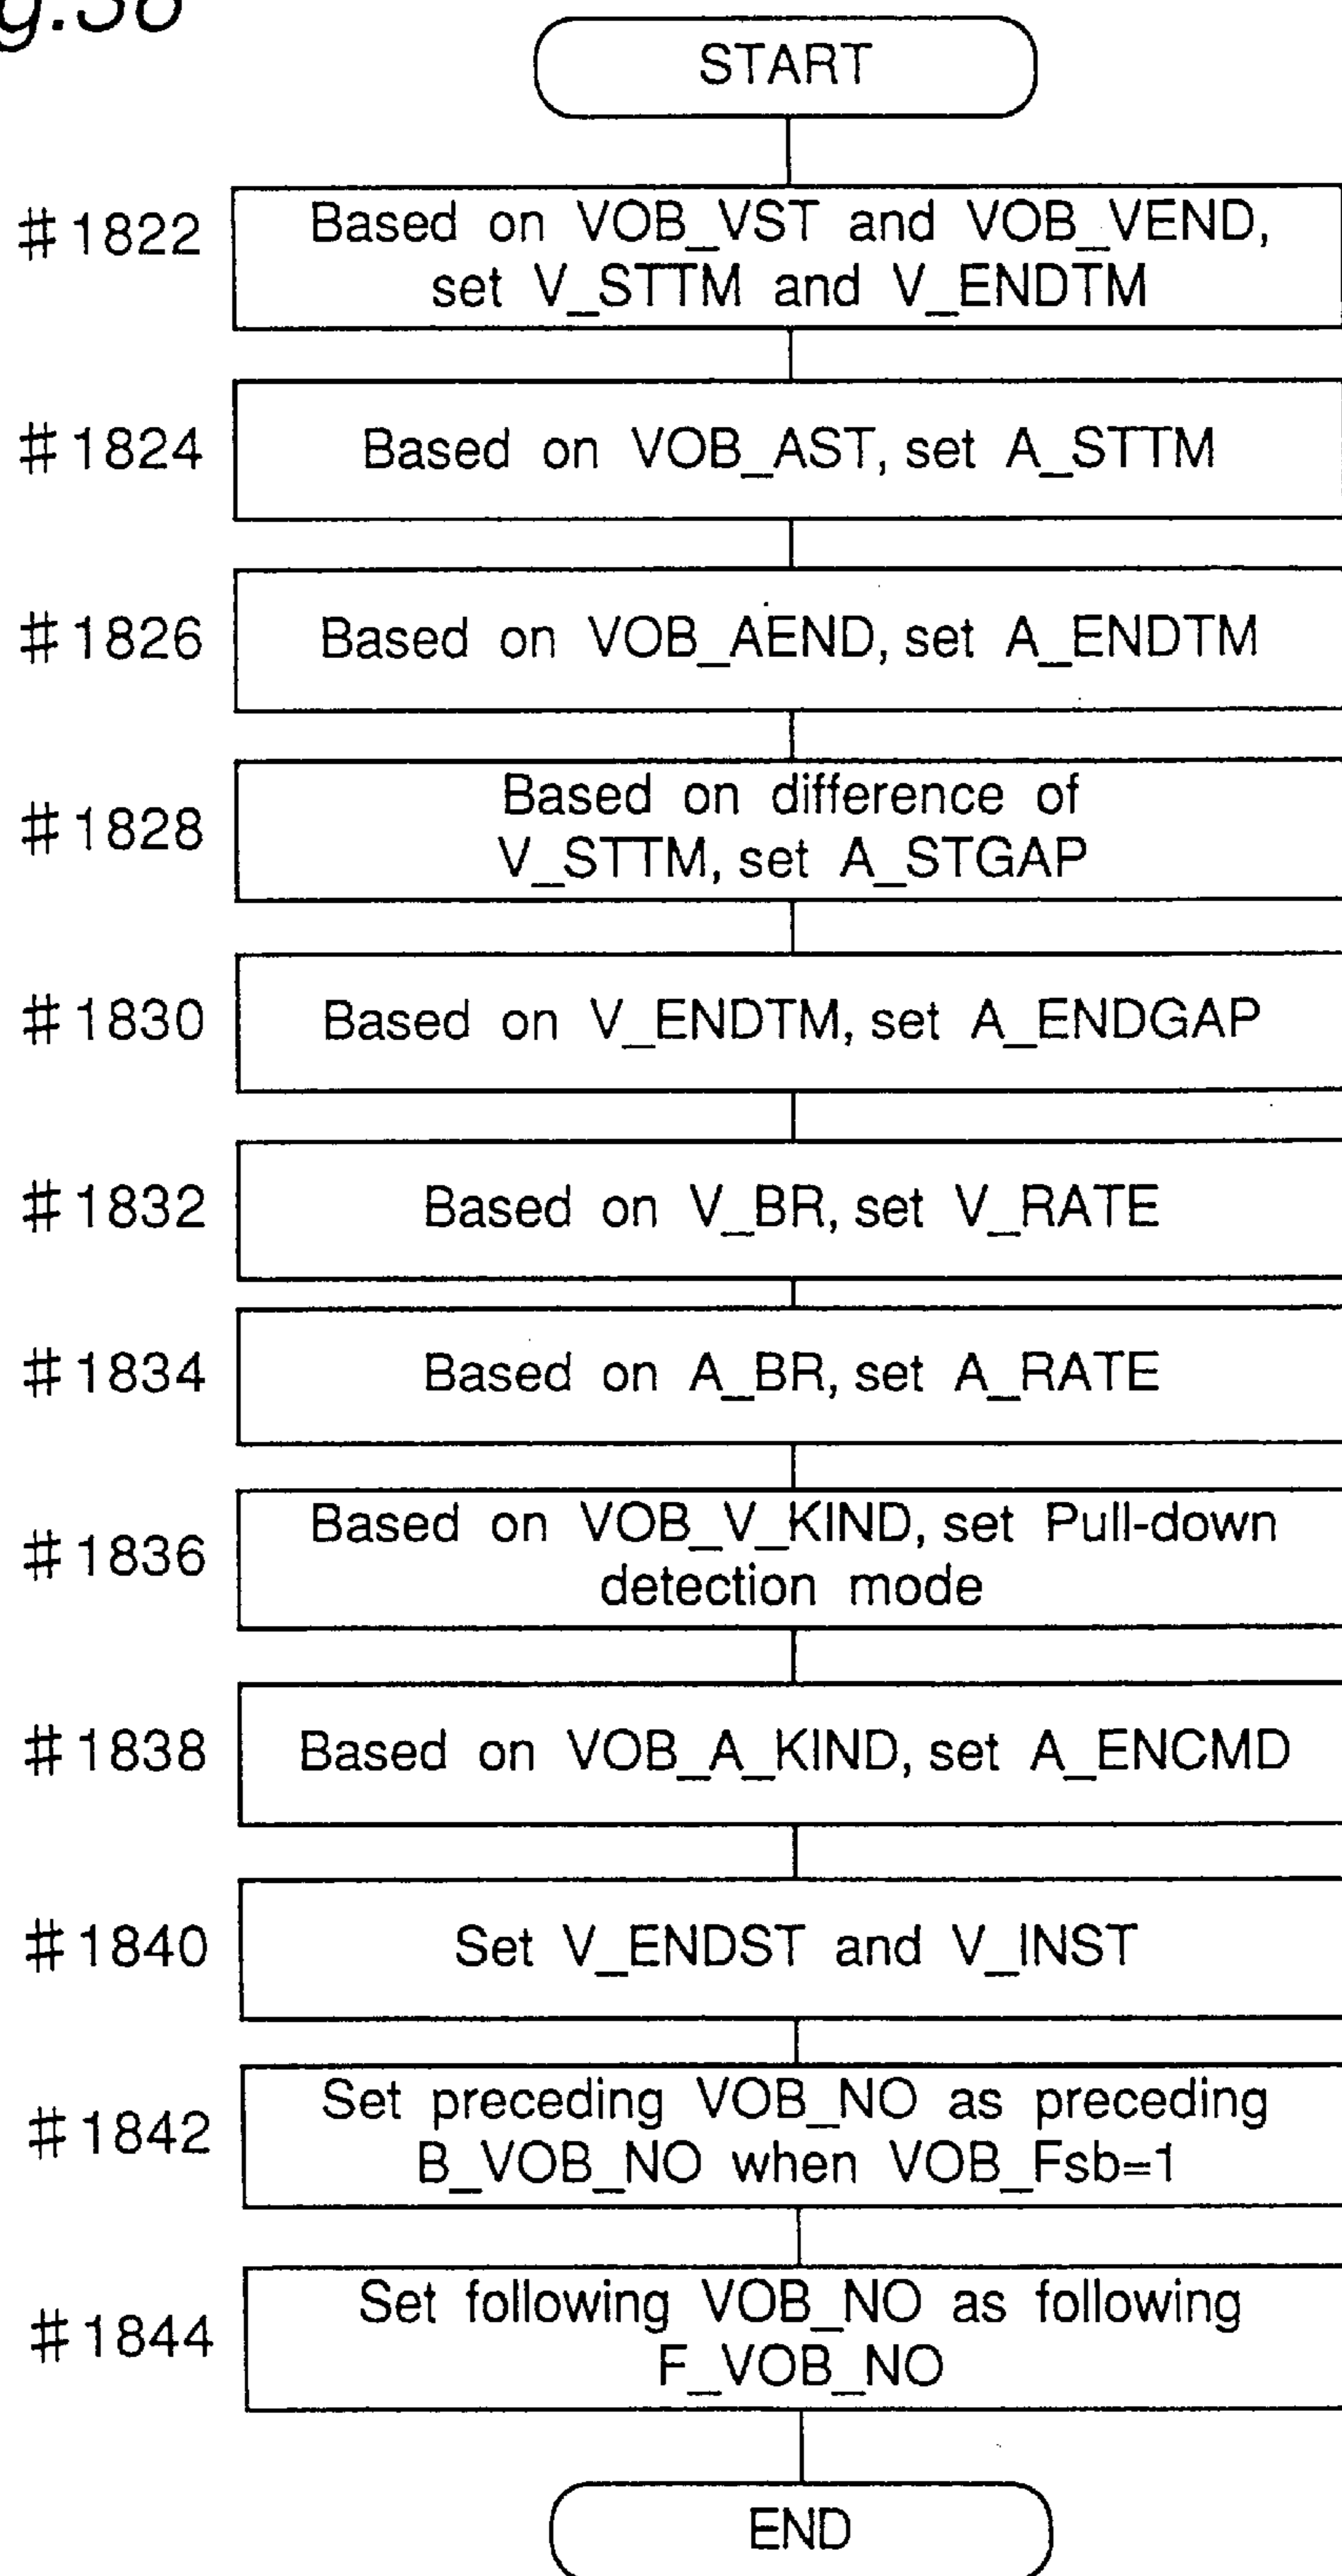 g.38
START
#1822
Based on VOB_VST and VOB_VEND,
set V_STTM and V_ENDTM
#1824
Based on VOB_AST, set A_STTM
#1826
Based on VOB_AEND, set A_ENDTM
#1828
Based on difference of
V_STTM, set A_STGAP
#1830
Based on V_ENDTM, set A_ENDGAP
#1832
Based on V_BR, set V_RATE
#1834
Based on A_BR, set A_RATE
#1836
Based on VOB_V_KIND, set Pull-down
detection mode
#1838
Based on VOB_A_KIND, set A_ENCMD
#1840
Set V_ENDST and V_INST
#1842
Set preceding VOB_NO as preceding
B_VOB_NO when VOB_Fsb=1
#1844
Set following VOB_NO as following
F_VOB_NO
END